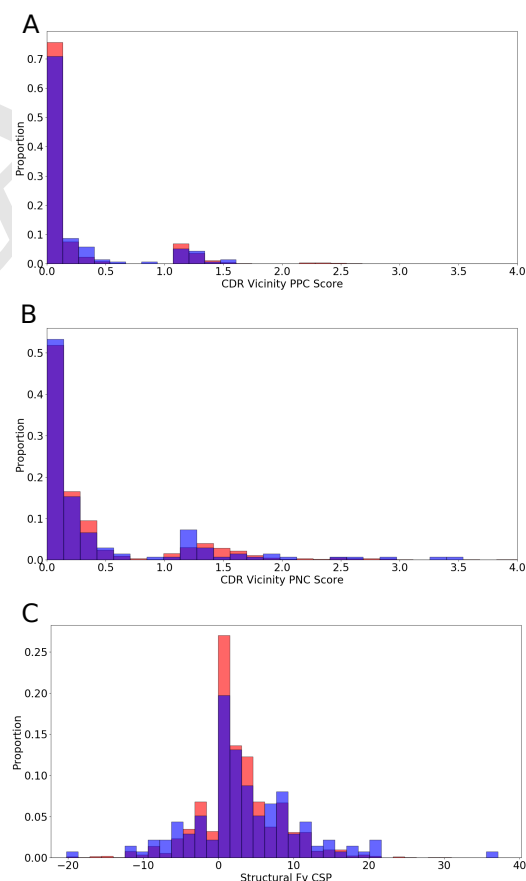 A
0.7
0.6
0.5
0.4
0.3
0.2
0.1
0.0
Proportion
0.0 0.5 1.0 1.5 2.0 2.5 3.0 3.5 4.0
CDR Vicinity PPC Score
B
0.5
0.4
0.3
0.2
0.1
0.0
Proportion
0.0 0.5 1.0 1.5 2.0 2.5 3.0 3.5 4.0
CDR Vicinity PNC Score
C
0.25
0.20
0.15
0.10
0.05
0.00
Proportion
−20 −10 0 10 20 30 40
Structural Fv CSP